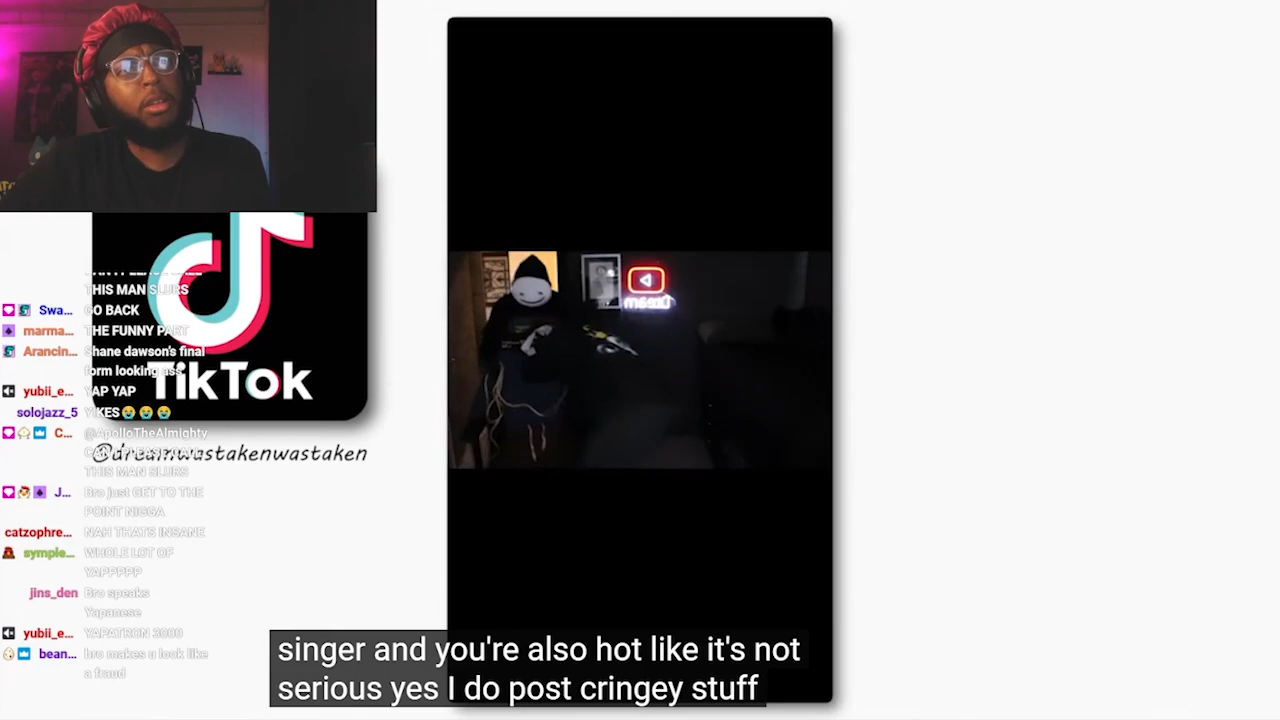 THIS MAN SLURS
Swa... GO BACK
marma... THE FUNNY PART
Arancin... Shane dawson's final
form looking ass
yubii_e... YAP YAP
solojazz_5 YIKES😭😭😭
C... @ApolloTheAlmighty
THIS MAN SLURS
J... Bro just GET TO THE
POINT NIGGA
catzophre... NAH THATS INSANE
symple... WHOLE LOT OF
YAPPPPP
jins_den Bro speaks
Yapanese
yubii_e... YAPATRON 3000
bean... bro makes u look like
a fraud
TikTok
@dreamwastakenwastaken
Dream
singer and you're also hot like it's not
serious yes I do post cringey stuff